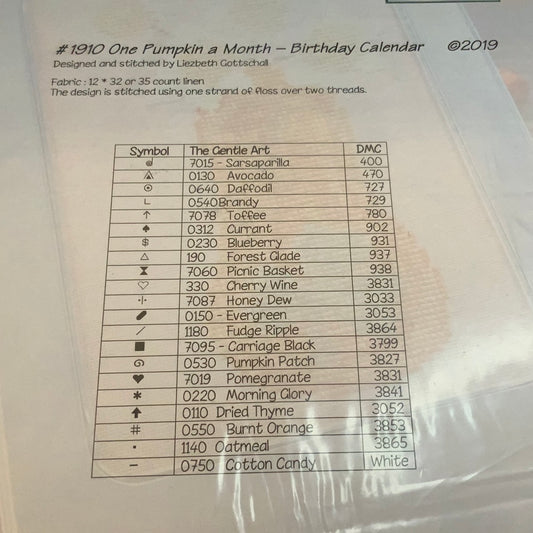 #1910 One Pumpkin a Month – Birthday Calendar ©2019
Designed and stitched by Liezbeth Gottschall
Fabric : 12 * 32 or 35 count linen
The design is stitched using one strand of floss over two threads.
Symbol The Gentle Art DMC
@ 7015 - Sarsaparilla 400
0130 Avocado 470
⊙ 0640 Daffodil 727
L 0540Brandy 729
↑ 7078 Toffee 780
♠ 0312 Currant 902
$ 0230 Blueberry 931
△ 190 Forest Glade 937
⧗ 7060 Picnic Basket 938
♡ 330 Cherry Wine 3831
·|· 7087 Honey Dew 3033
0150 - Evergreen 3053
/ 1180 Fudge Ripple 3864
■ 7095 - Carriage Black 3799
0530 Pumpkin Patch 3827
♥ 7019 Pomegranate 3831
* 0220 Morning Glory 3841
⬆ 0110 Dried Thyme 3052
# 0550 Burnt Orange 3853
• 1140 Oatmeal 3865
– 0750 Cotton Candy White